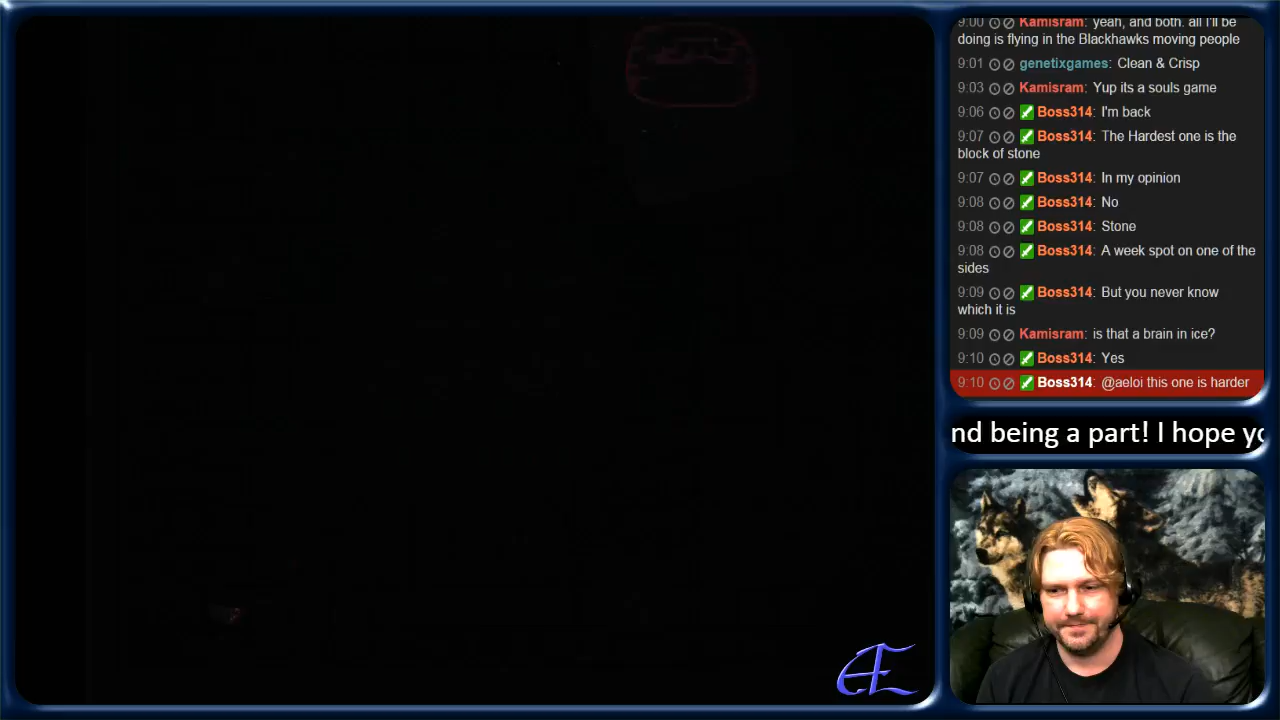 9:00 Kamisram: yeah, and both. all I'll be
doing is flying in the Blackhawks moving people
9:01 genetixgames: Clean & Crisp
9:03 Kamisram: Yup its a souls game
9:06 Boss314: I'm back
9:07 Boss314: The Hardest one is the
block of stone
9:07 Boss314: In my opinion
9:08 Boss314: No
9:08 Boss314: Stone
9:08 Boss314: A week spot on one of the
sides
9:09 Boss314: But you never know
which it is
9:09 Kamisram: is that a brain in ice?
9:10 Boss314: Yes
9:10 Boss314: @aeloi this one is harder
nd being a part! I hope yo